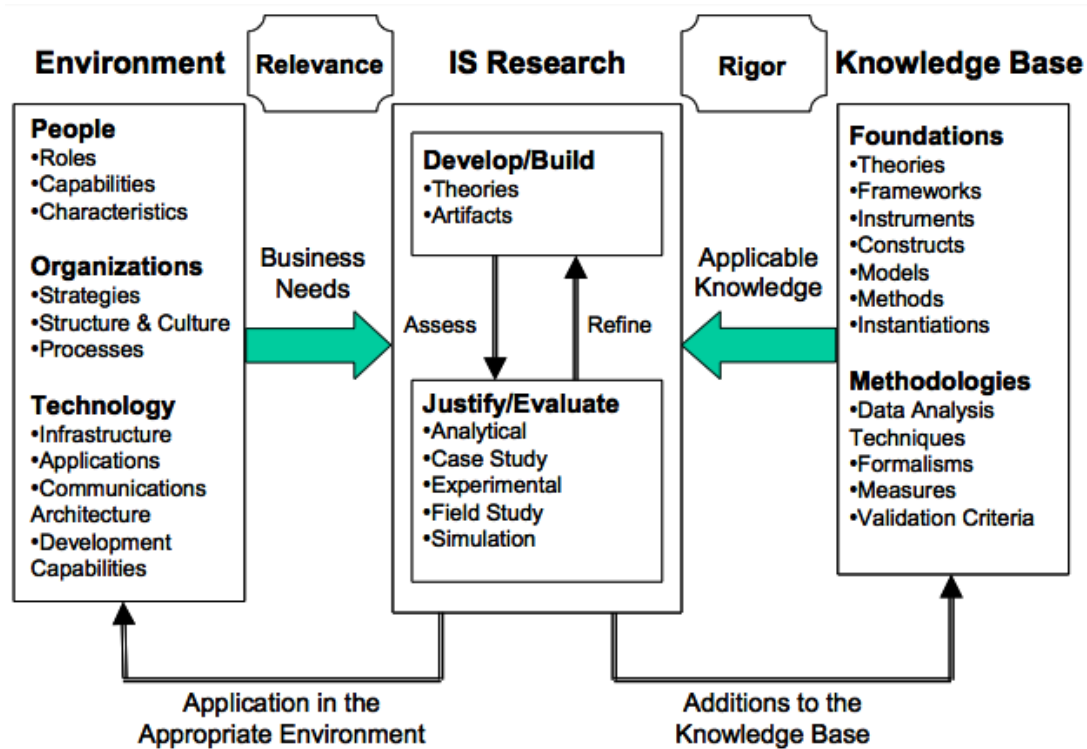 Environment
Relevance
IS Research
Rigor
Knowledge Base
People
•Roles
•Capabilities
•Characteristics
Organizations
•Strategies
•Structure & Culture
•Processes
Technology
•Infrastructure
•Applications
•Communications
Architecture
•Development
Capabilities
Business
Needs
Develop/Build
•Theories
•Artifacts
Assess
Refine
Justify/Evaluate
•Analytical
•Case Study
•Experimental
•Field Study
•Simulation
Applicable
Knowledge
Foundations
•Theories
•Frameworks
•Instruments
•Constructs
•Models
•Methods
•Instantiations
Methodologies
•Data Analysis
Techniques
•Formalisms
•Measures
•Validation Criteria
Application in the
Appropriate Environment
Additions to the
Knowledge Base